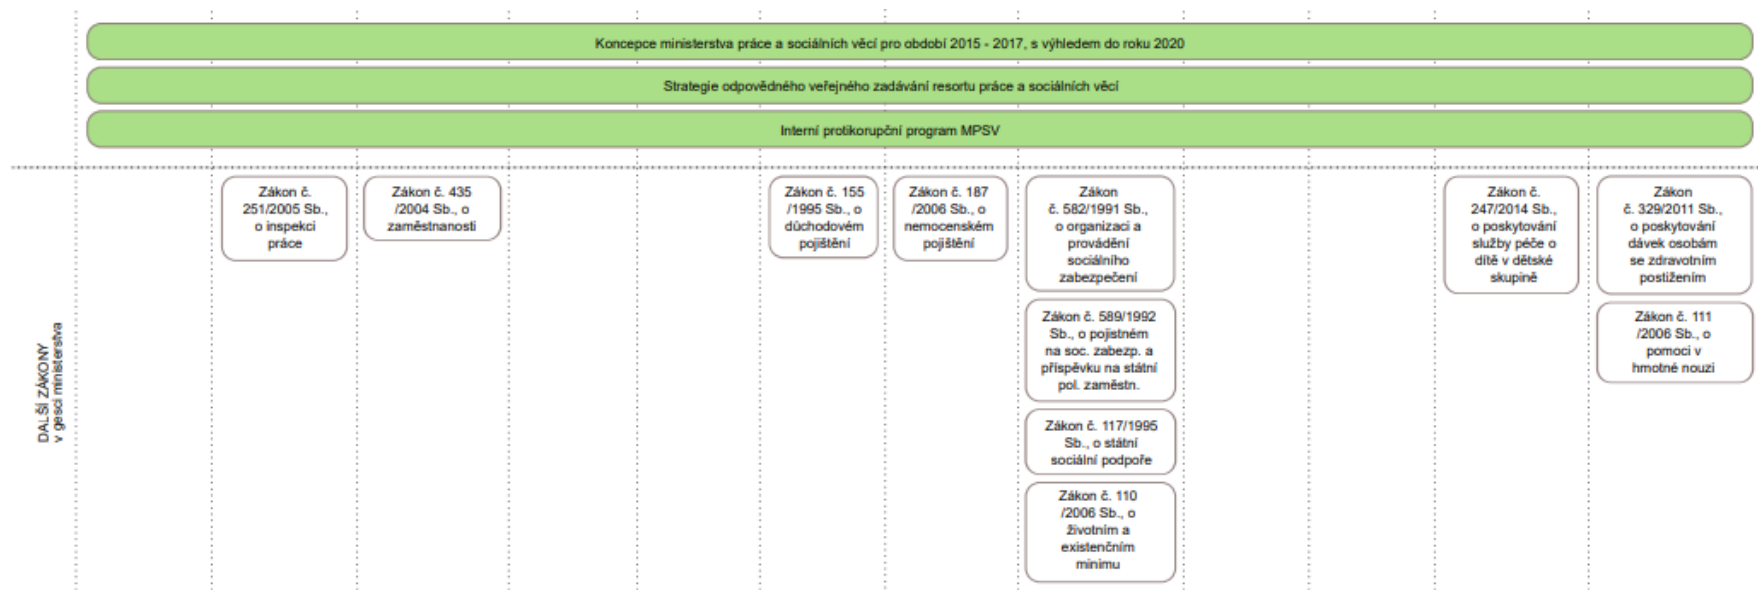 Koncepce ministerstva práce a sociálních věcí pro období 2015 - 2017, s výhledem do roku 2020
Strategie odpovědného veřejného zadávání resortu práce a sociálních věcí
Interní protikorupční program MPSV
DALŠÍ ZÁKONY
v gesci ministerstva
Zákon č.
251/2005 Sb.,
o inspekci
práce
Zákon č. 435
/2004 Sb., o
zaměstnanosti
Zákon č. 155
/1995 Sb., o
důchodovém
pojištění
Zákon č. 187
/2006 Sb., o
nemocenském
pojištění
Zákon
č. 582/1991 Sb.,
o organizaci a
provádění
sociálního
zabezpečení
Zákon č. 589/1992
Sb., o pojistném
na soc. zabezp. a
příspěvku na státní
pol. zaměstn.
Zákon č. 117/1995
Sb., o státní
sociální podpoře
Zákon č. 110
/2006 Sb., o
životním a
existenčním
minimu
Zákon č.
247/2014 Sb.,
o poskytování
služby péče o
dítě v dětské
skupině
Zákon
č. 329/2011 Sb.,
o poskytování
dávek osobám
se zdravotním
postižením
Zákon č. 111
/2006 Sb., o
pomoci v
hmotné nouzi